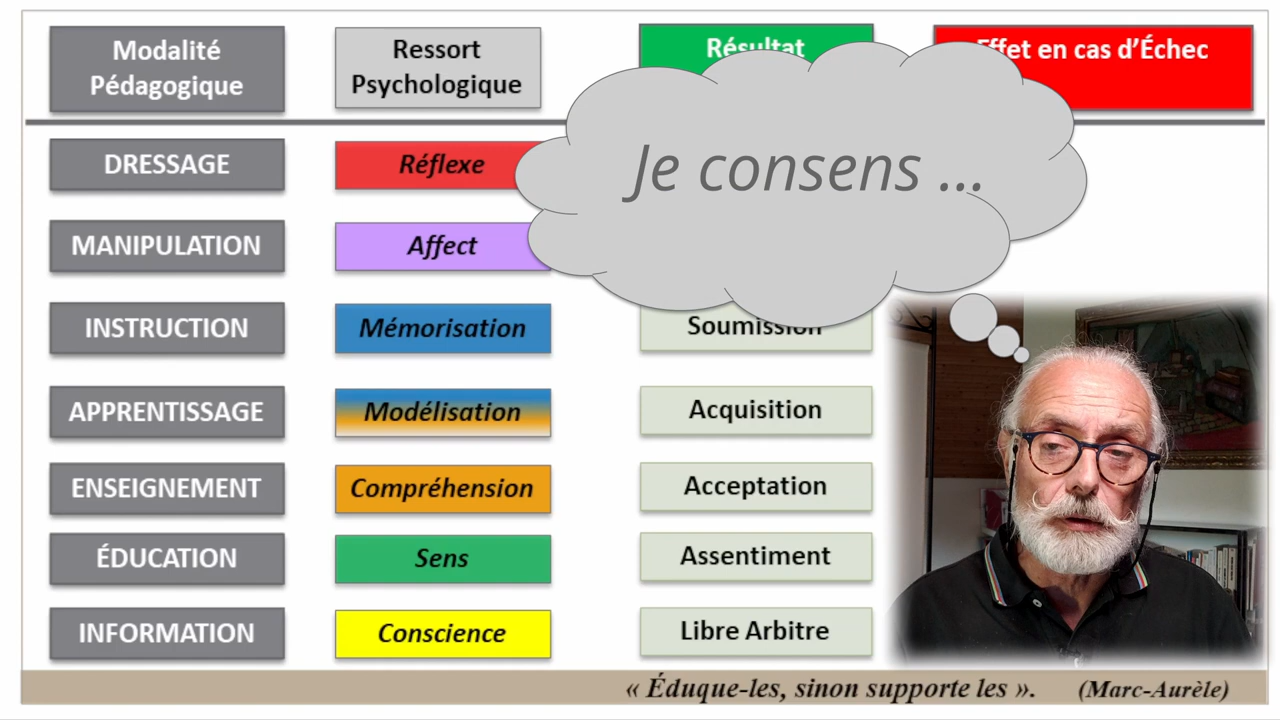 Modalité
Pédagogique
Ressort
Psychologique
Résultat
Effet en cas d’Échec
Je consens ...
DRESSAGE
Réflexe
MANIPULATION
Affect
INSTRUCTION
Mémorisation
Soumission
APPRENTISSAGE
Modélisation
Acquisition
ENSEIGNEMENT
Compréhension
Acceptation
ÉDUCATION
Sens
Assentiment
INFORMATION
Conscience
Libre Arbitre
« Éduque-les, sinon supporte les ». (Marc-Aurèle)